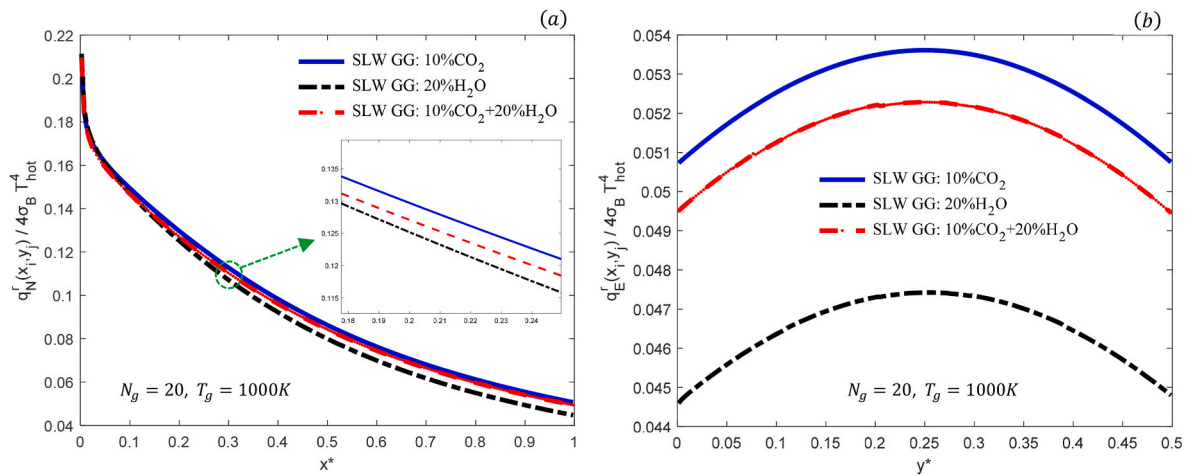 (a)
q^r_N(x_i,y_j) / 4σ_B T^4_hot
0.22
0.2
0.18
0.16
0.14
0.12
0.1
0.08
0.06
0.04
SLW GG: 10%CO₂
SLW GG: 20%H₂O
SLW GG: 10%CO₂+20%H₂O
0.135
0.13
0.125
0.12
0.115
0.18 0.19 0.2 0.21 0.22 0.23 0.24
N_g = 20, T_g = 1000K
0 0.1 0.2 0.3 0.4 0.5 0.6 0.7 0.8 0.9 1
x*
(b)
q^r_E(x_i,y_j) / 4σ_B T^4_hot
0.054
0.053
0.052
0.051
0.05
0.049
0.048
0.047
0.046
0.045
0.044
SLW GG: 10%CO₂
SLW GG: 20%H₂O
SLW GG: 10%CO₂+20%H₂O
N_g = 20, T_g = 1000K
0 0.05 0.1 0.15 0.2 0.25 0.3 0.35 0.4 0.45 0.5
y*